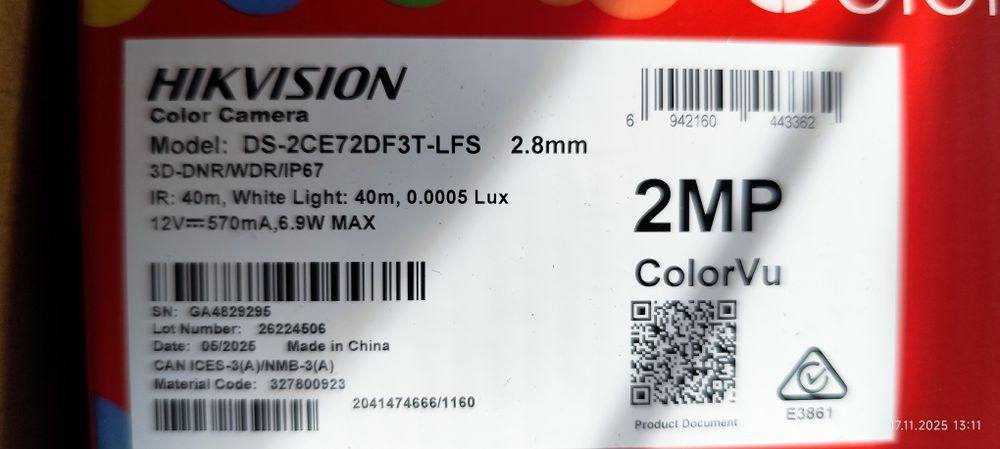 HIKVISION
Color Camera
Model: DS-2CE72DF3T-LFS 2.8mm
3D-DNR/WDR/IP67
IR: 40m, White Light: 40m, 0.0005 Lux
12V⎓570mA,6.9W MAX
SN: GA4829295
Lot Number: 26224506
Date: 05/2025 Made in China
CAN ICES-3(A)/NMB-3(A)
Material Code: 327800923
2041474666/1160
6 942160 443362
2MP
ColorVu
Product Document
E3861
17.11.2025 13:11